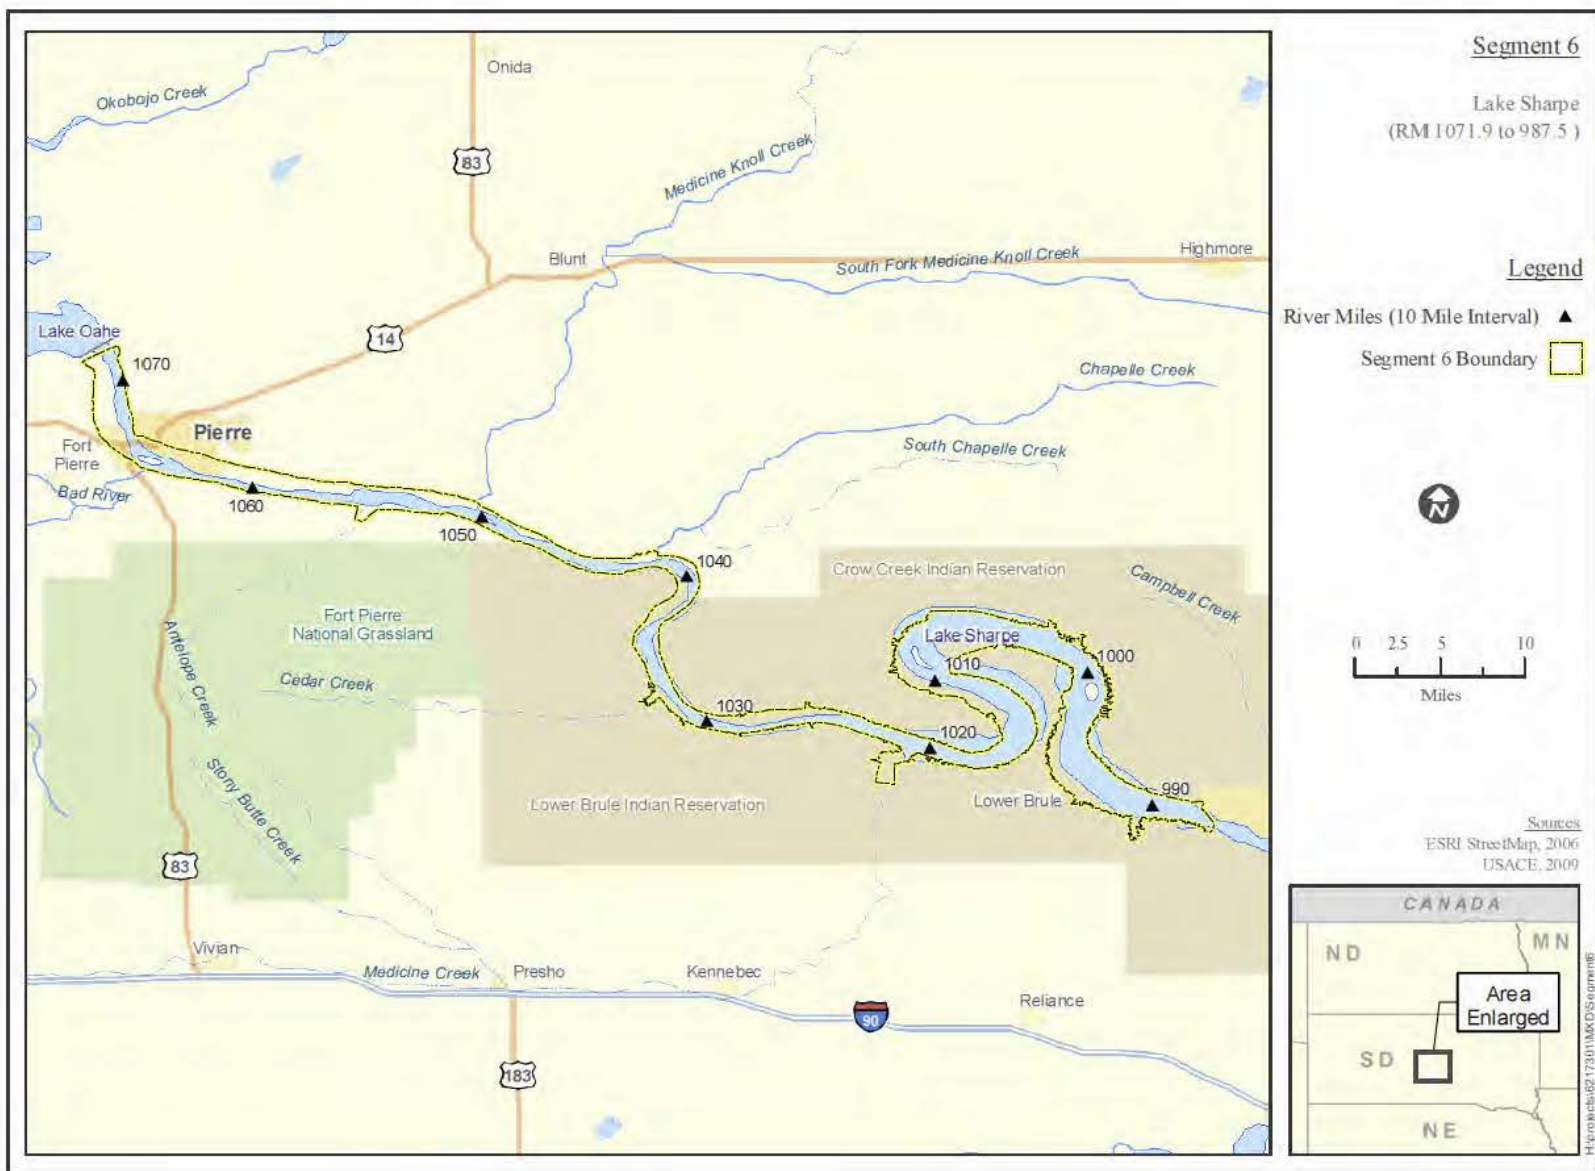 Segment 6
Lake Sharpe
(RM 1071.9 to 987.5 )
Legend
River Miles (10 Mile Interval)
Segment 6 Boundary
N
0 2.5 5 10
Miles
Sources
ESRI StreetMap, 2006
USACE, 2009
CANADA
ND
MN
Area
Enlarged
SD
NE
Onida
Okobojo Creek
83
Medicine Knoll Creek
Blunt
Highmore
South Fork Medicine Knoll Creek
Lake Oahe
14
1070
Chapelle Creek
Pierre
Fort
Pierre
South Chapelle Creek
Bad River
1060
1050
1040
Crow Creek Indian Reservation
Campbell Creek
Fort Pierre
National Grassland
Antelope Creek
Lake Sharpe
1010
1000
Cedar Creek
1030
1020
Stony Butte Creek
Lower Brule Indian Reservation
Lower Brule
990
83
Vivian
Medicine Creek
Presho
Kennebec
Reliance
90
183